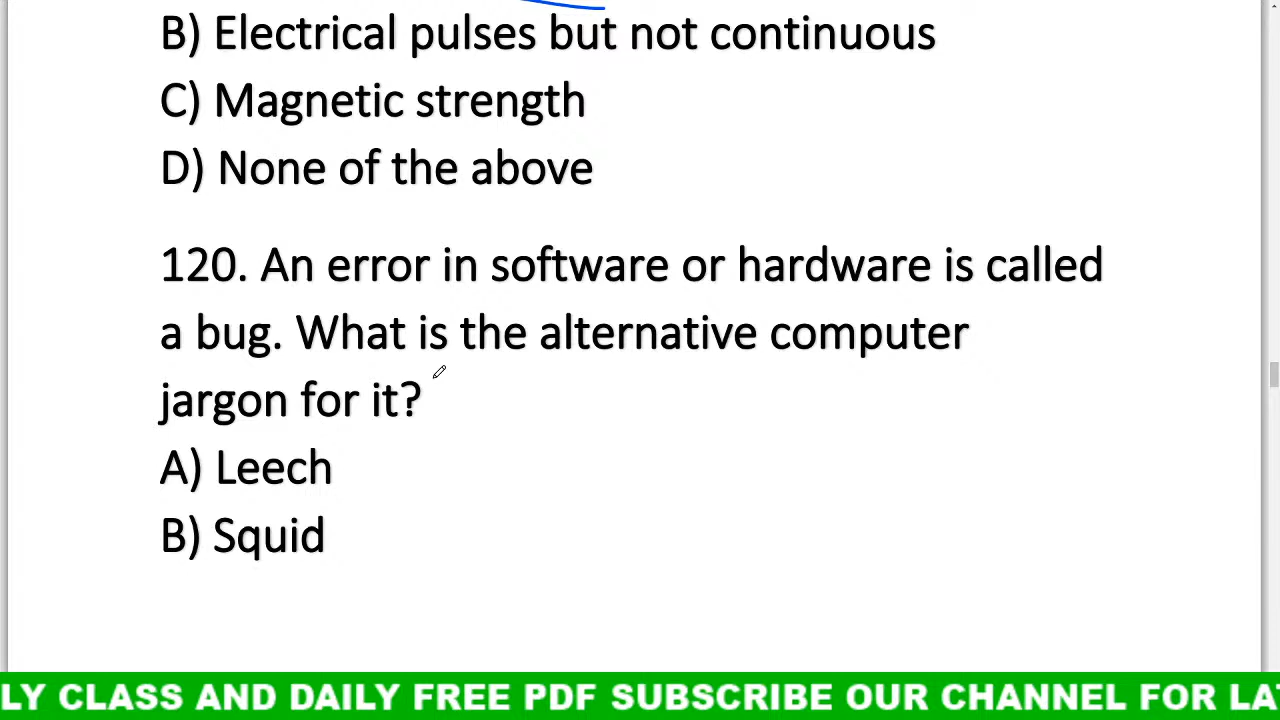 B) Electrical pulses but not continuous
C) Magnetic strength
D) None of the above
120. An error in software or hardware is called
a bug. What is the alternative computer
jargon for it?
A) Leech
B) Squid
LY CLASS AND DAILY FREE PDF SUBSCRIBE OUR CHANNEL FOR LAT